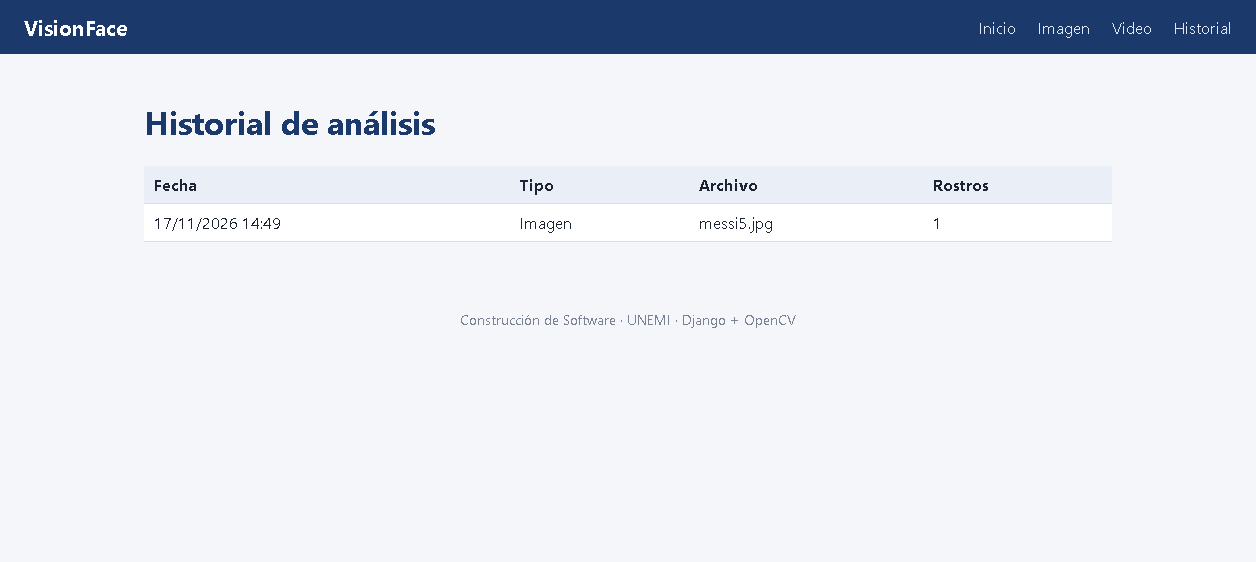 VisionFace Inicio Imagen Video Historial
Historial de análisis
Fecha Tipo Archivo Rostros
17/11/2026 14:49 Imagen messi5.jpg 1
Construcción de Software · UNEMI · Django + OpenCV